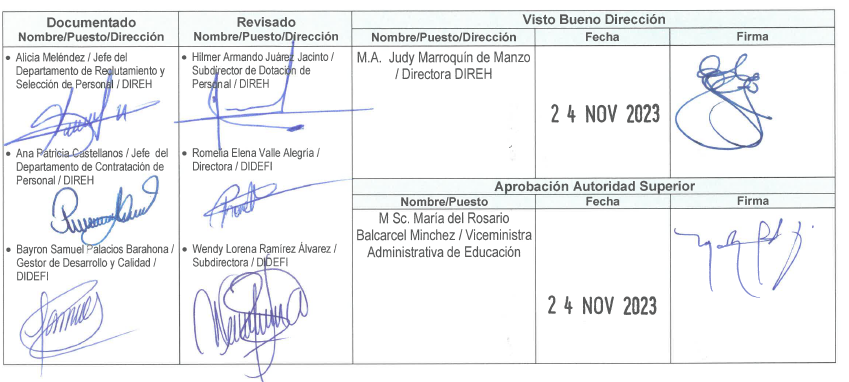 Documentado
Nombre/Puesto/Dirección
Revisado
Nombre/Puesto/Dirección
Visto Bueno Dirección
Nombre/Puesto/Dirección
Fecha
Firma
• Alicia Meléndez / Jefe del
Departamento de Reclutamiento y
Selección de Personal / DIREH
• Hilmer Armando Juárez Jacinto /
Subdirector de Dotación de
Personal / DIREH
M.A. Judy Marroquín de Manzo
/ Directora DIREH
2 4 NOV 2023
• Ana Patricia Castellanos / Jefe del
Departamento de Contratación de
Personal / DIREH
• Romelia Elena Valle Alegría /
Directora / DIDEFI
Aprobación Autoridad Superior
Nombre/Puesto
Fecha
Firma
M Sc. María del Rosario
Balcarcel Minchez / Viceministra
Administrativa de Educación
2 4 NOV 2023
• Bayron Samuel Palacios Barahona /
Gestor de Desarrollo y Calidad /
DIDEFI
• Wendy Lorena Ramírez Álvarez /
Subdirectora / DIDEFI